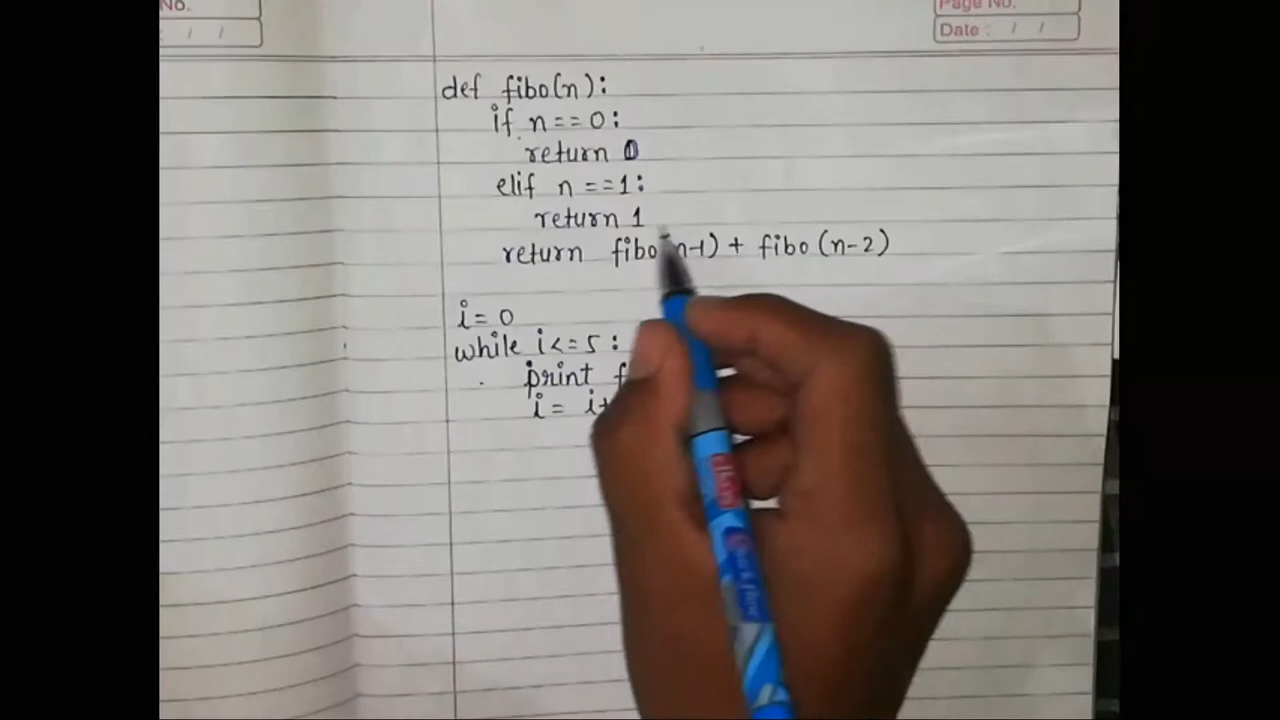 No.
: / /
Page No.
Date : / /
def fibo(n):
if n==0:
return 0
elif n==1:
return 1
return fibo(n-1) + fibo(n-2)
i=0
while i<=5:
print f
i= i+